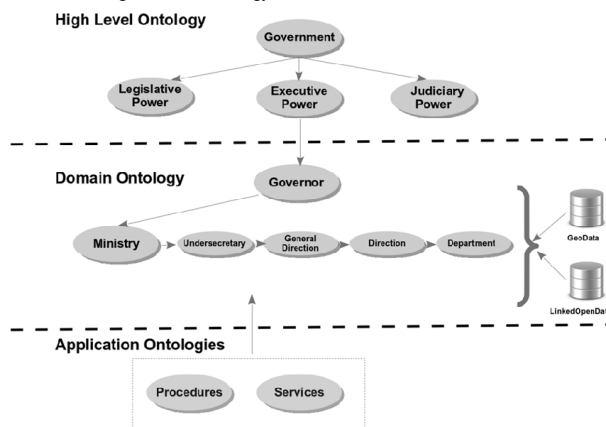 High Level Ontology
Government
Legislative
Power
Executive
Power
Judiciary
Power
Domain Ontology
Governor
Ministry
Undersecretary
General
Direction
Direction
Department
GeoData
LinkedOpenData
Application Ontologies
Procedures
Services